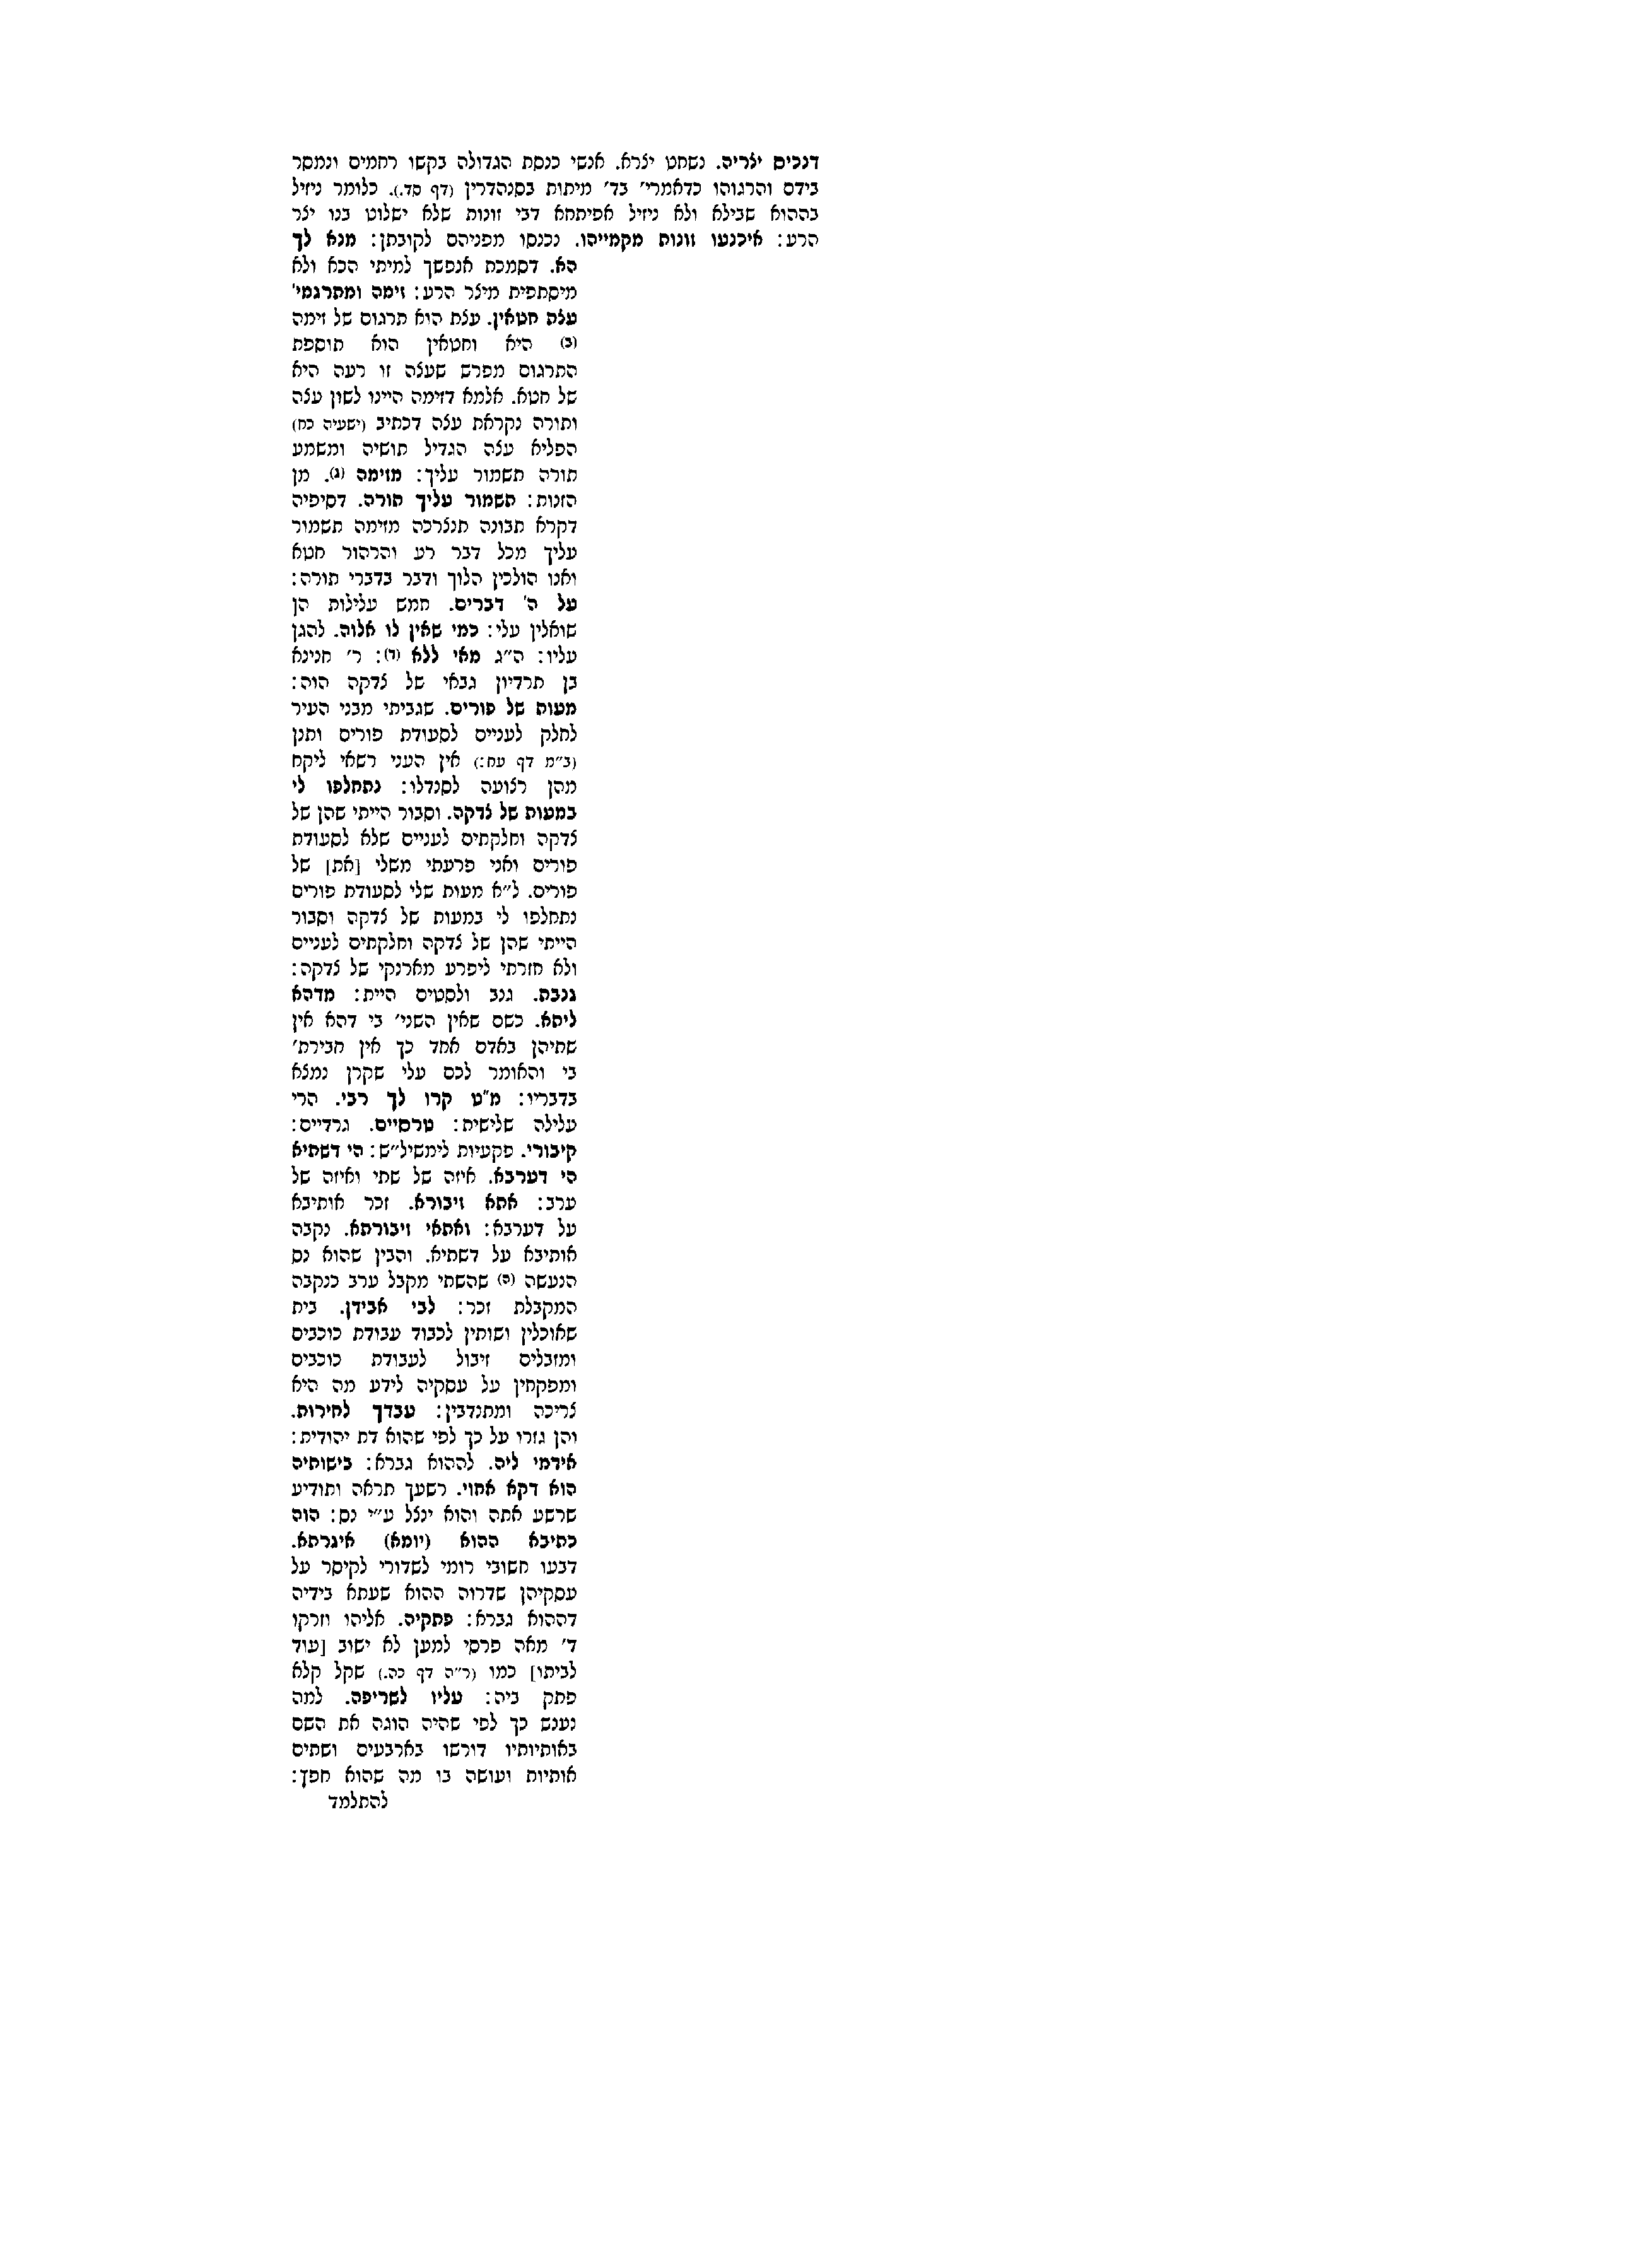 דנכיס יצריה. נשחט יצרא. אנשי כנסת הגדולה בקשו רחמים ונמסר
בידם והרגוהו כדאמרי׳ בד׳ מיתות בסנהדרין (דף סד.). כלומר ניזיל
בההוא שבילא ולא ניזיל אפיתחא דבי זונות שלא ישלוט בנו יצר
הרע: איכנעו זונות מקמייהו. נכנסו מפניהם לקובתן: מנא לך
הא. דסמכת אנפשך למיתי הכא ולא
מיסתפית מיצר הרע: זימה ומתרגמי׳
עצת חטאין. עצת הוא תרגום של זימה
(ב) היא וחטאין הוא תוספת
התרגום מפרש שעצה זו רעה היא
של חטא. אלמא דזימה היינו לשון עצה
ותורה נקראת עצה דכתיב (ישעיה כח)
הפליא עצה הגדיל תושיה ומשמע
תורה תשמור עליך: מזימה (ג). מן
הזנות: תשמור עליך תורה. דסיפיה
דקרא תבונה תנצרכה מזימה תשמור
עליך מכל דבר רע והרהור חטא
ואנו הולכין הלוך ודבר בדברי תורה:
על ה׳ דברים. חמש עלילות הן
שואלין עלי: כמי שאין לו אלוה. להגן
עליו: ה״ג מאי ללא (ד): ר׳ חנינא
בן תרדיון גבאי של צדקה הוה:
מעות של פורים. שגביתי מבני העיר
לחלק לעניים לסעודת פורים ותנן
(ב״מ דף עח:) אין העני רשאי ליקח
מהן רצועה לסנדלו: נתחלפו לי
במעות של צדקה. וסבור הייתי שהן של
צדקה וחלקתים לעניים שלא לסעודת
פורים ואני פרעתי משלי [את] של
פורים. ל״א מעות שלי לסעודת פורים
נתחלפו לי במעות של צדקה וסבור
הייתי שהן של צדקה וחלקתים לעניים
ולא חזרתי ליפרע מארנקי של צדקה:
גנבת. גנב ולסטים היית: מדהא
ליתא. כשם שאין השני׳ בי דהא אין
שתיהן באדם אחד כך אין חבירת׳
בי והאומר לכם עלי שקרן נמצא
בדבריו: מ״ט קרו לך רבי. הרי
עלילה שלישית: טרסיים. גרדיים:
קיבורי. פקעיות לימשיל״ש: הי דשתיא
הי דערבא. איזה של שתי ואיזה של
ערב: אתא זיבורא. זכר אותיבא
על דערבא: ואתאי זיבורתא. נקבה
אותיבא על דשתיא. והבין שהוא נס
הנעשה (ה) שהשתי מקבל ערב כנקבה
המקבלת זכר: לבי אבידן. בית
שאוכלין ושותין לכבוד עבודת כוכבים
ומזבלים זיבול לעבודת כוכבים
ומפקחין על עסקיה לידע מה היא
צריכה ומתנדבין: עבדך לחירות.
והן גזרו על כך לפי שהוא דת יהודית:
אידמי ליה. לההוא גברא: בישותיה
הוא דקא אחוי. רשעך תראה ותודיע
שרשע אתה והוא ינצל ע״י נס: הוה
כתיבא ההוא (יומא) איגרתא.
דבעו חשובי רומי לשדורי לקיסר על
עסקיהן שדרוה ההוא שעתא בידיה
דההוא גברא: פתקיה. אליהו וזרקו
ד׳ מאה פרסי למען לא ישוב [עוד
לביתו] כמו (ר״ה דף כה.) שקל קלא
פתק ביה: עליו לשריפה. למה
נענש כך לפי שהיה הוגה את השם
באותיותיו דורשו בארבעים ושתים
אותיות ועושה בו מה שהוא חפץ:
להתלמד